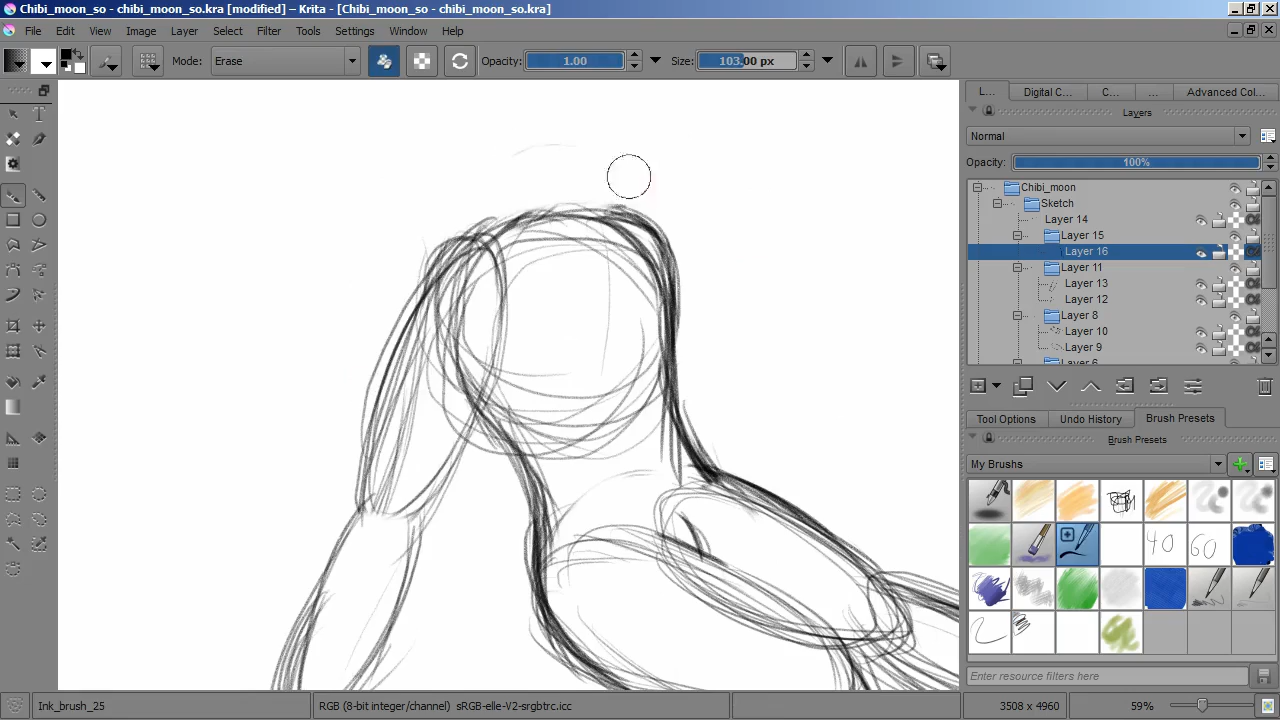 Chibi_moon_so - chibi_moon_so.kra [modified] – Krita - [Chibi_moon_so - chibi_moon_so.kra]
File Edit View Image Layer Select Filter Tools Settings Window Help
Mode: Erase Opacity: 1.00 Size: 103.00 px
L... Digital C... C... ... Advanced Col...
Layers
Normal
Opacity: 100%
Chibi_moon
Sketch
Layer 14
Layer 15
Layer 16
Layer 11
Layer 13
Layer 12
Layer 8
Layer 10
Layer 9
Layer 6
Tool Options Undo History Brush Presets
Brush Presets
My Brushes
40 60
Enter resource filters here
Ink_brush_25 RGB (8-bit integer/channel) sRGB-elle-V2-srgbtrc.icc 3508 x 4960 59%